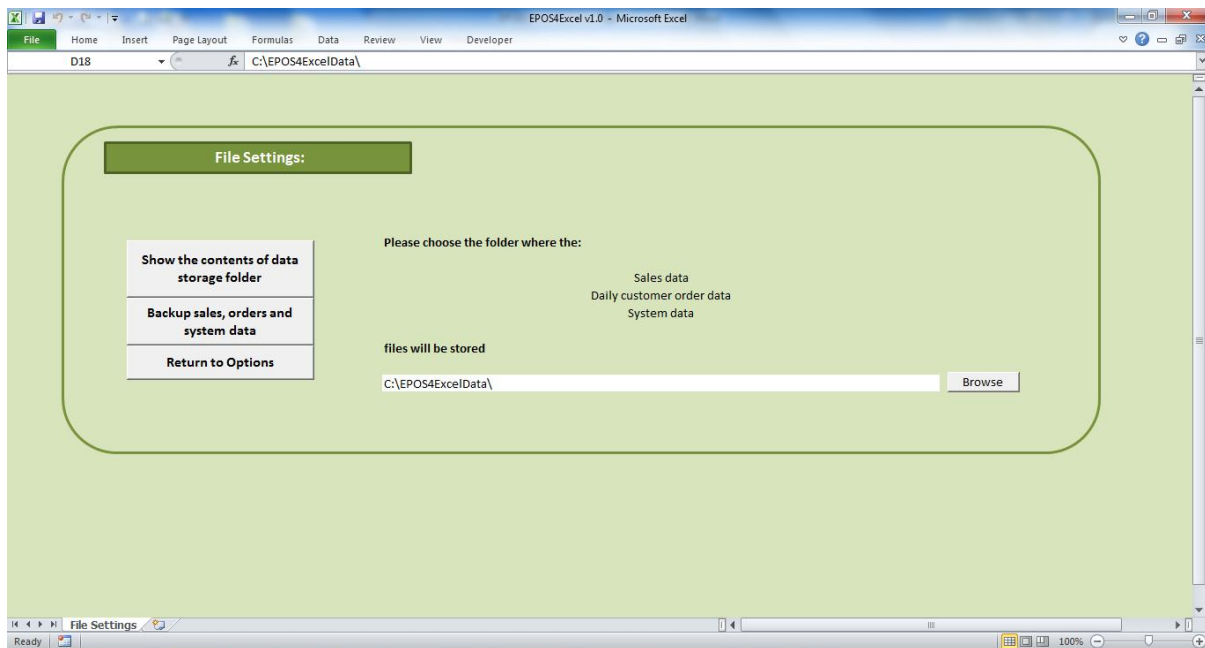 EPOS4Excel v1.0 - Microsoft Excel
File Home Insert Page Layout Formulas Data Review View Developer
D18 fx C:\EPOS4ExcelData\
File Settings:
Please choose the folder where the:
Show the contents of data
storage folder
Sales data
Daily customer order data
System data
Backup sales, orders and
system data
files will be stored
Return to Options
C:\EPOS4ExcelData\ Browse
File Settings
Ready 100%